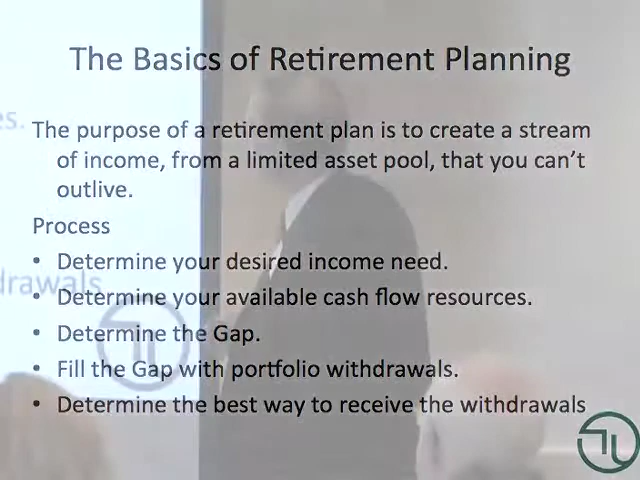 The Basics of Retirement Planning
es.
The purpose of a retirement plan is to create a stream
of income, from a limited asset pool, that you can't
outlive.
Process
• Determine your desired income need.
drawals
• Determine your available cash flow resources.
• Determine the Gap.
• Fill the Gap with portfolio withdrawals.
• Determine the best way to receive the withdrawals